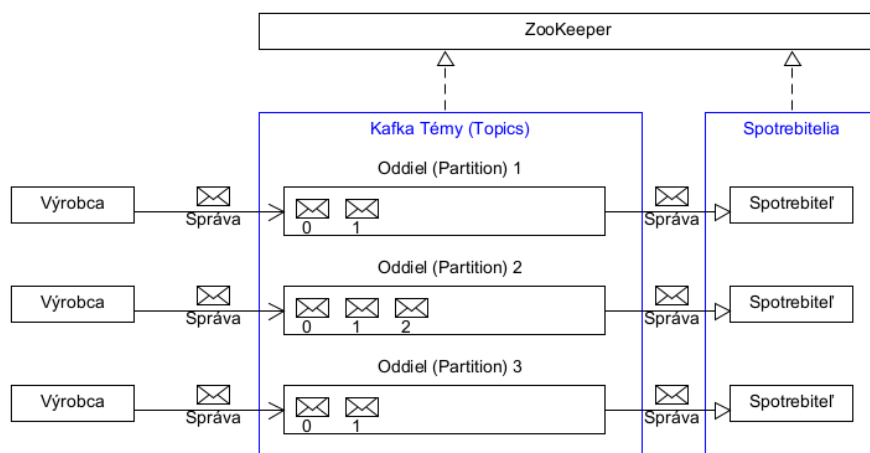 ZooKeeper
Kafka Témy (Topics)
Spotrebitelia
Oddiel (Partition) 1
Výrobca
Správa
0
1
Správa
Spotrebiteľ
Oddiel (Partition) 2
Výrobca
Správa
0
1
2
Správa
Spotrebiteľ
Oddiel (Partition) 3
Výrobca
Správa
0
1
Správa
Spotrebiteľ